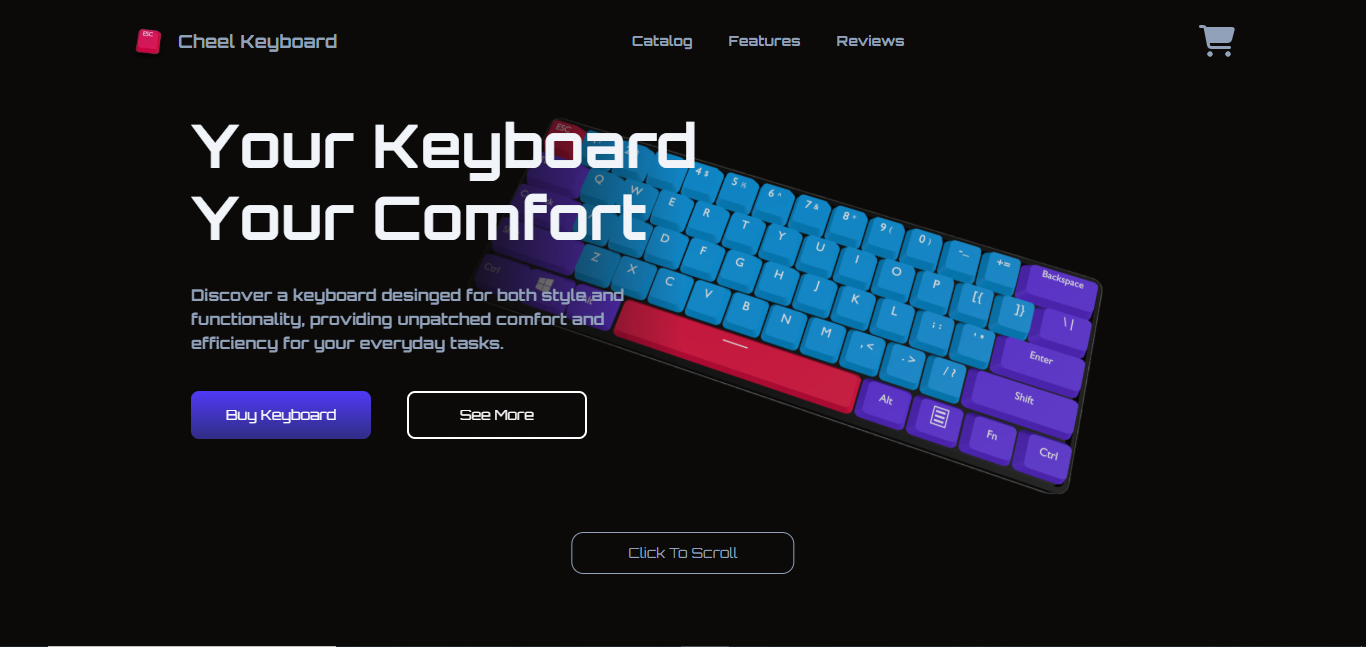 ESC
Cheel Keyboard
Catalog
Features
Reviews
Your Keyboard
Your Comfort
Discover a keyboard desinged for both style and
functionality, providing unpatched comfort and
efficiency for your everyday tasks.
Buy Keyboard
See More
ESC
4 $
5 %
6 ^
7 &
8 *
9 (
0 )
- _
+ =
Backspace
Q W E R T Y U I O P [ { ] } \ |
D F G H J K L ; : ' "
Enter
Z X C V B N M , < . > / ?
Shift
Ctrl
Alt
Alt
Fn
Ctrl
Click To Scroll